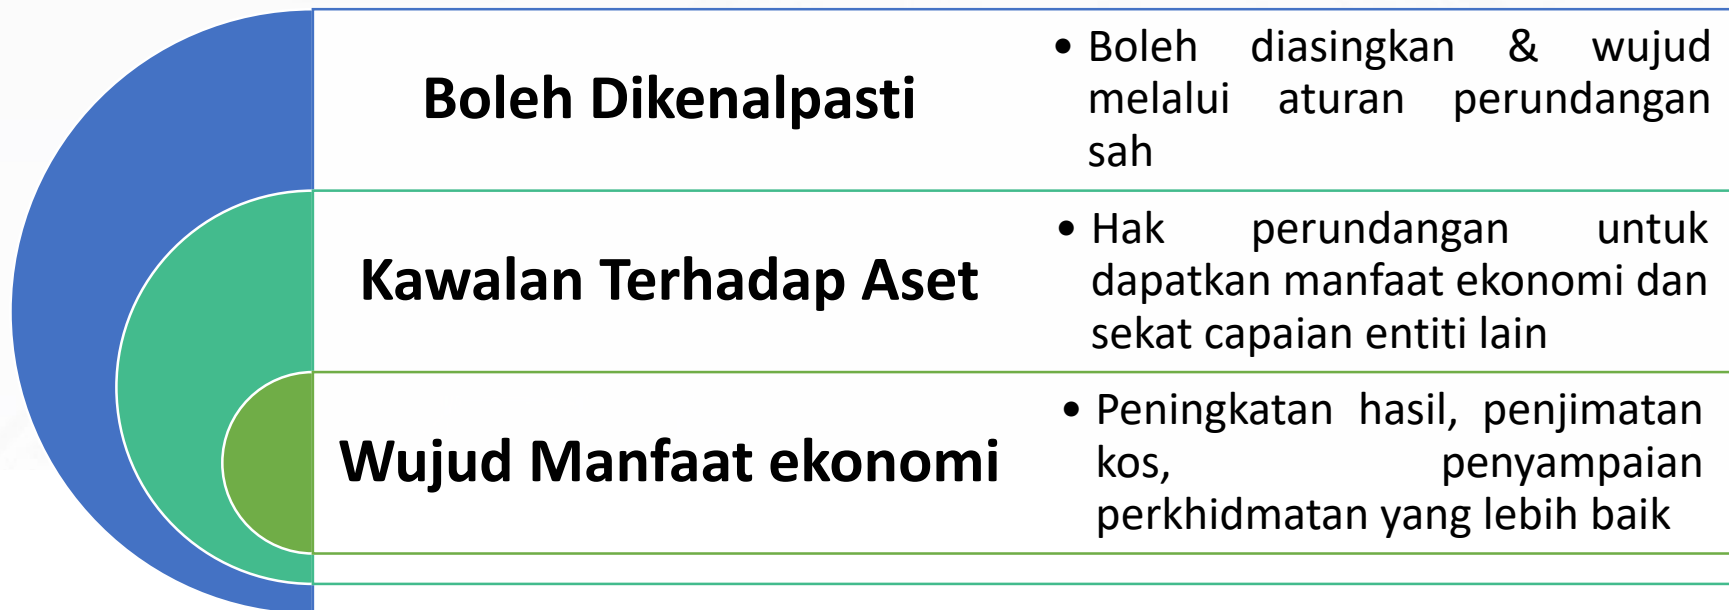 Boleh Dikenalpasti
• Boleh diasingkan & wujud
melalui aturan perundangan
sah
Kawalan Terhadap Aset
• Hak perundangan untuk
dapatkan manfaat ekonomi dan
sekat capaian entiti lain
Wujud Manfaat ekonomi
• Peningkatan hasil, penjimatan
kos, penyampaian
perkhidmatan yang lebih baik